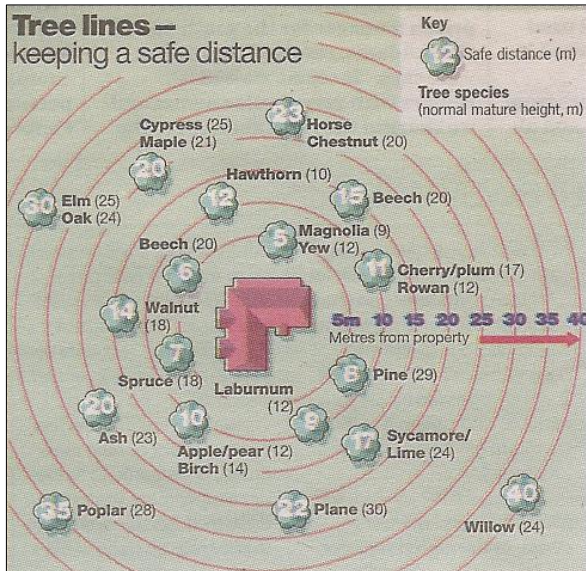 Tree lines –
keeping a safe distance
Key
12 Safe distance (m)
Tree species
(normal mature height, m)
23
Cypress (25)
Maple (21)
Horse
Chestnut (20)
20
Hawthorn (10)
30
Elm (25)
Oak (24)
12
15
Beech (20)
Beech (20)
5
Magnolia (9)
Yew (12)
6
11
Cherry/plum (17)
Rowan (12)
14
Walnut
(18)
5m 10 15 20 25 30 35 40
Metres from property
7
Spruce (18)
Laburnum
(12)
8
Pine (29)
20
Ash (23)
10
Apple/pear (12)
Birch (14)
9
17
Sycamore/
Lime (24)
35
Poplar (28)
22
Plane (30)
40
Willow (24)